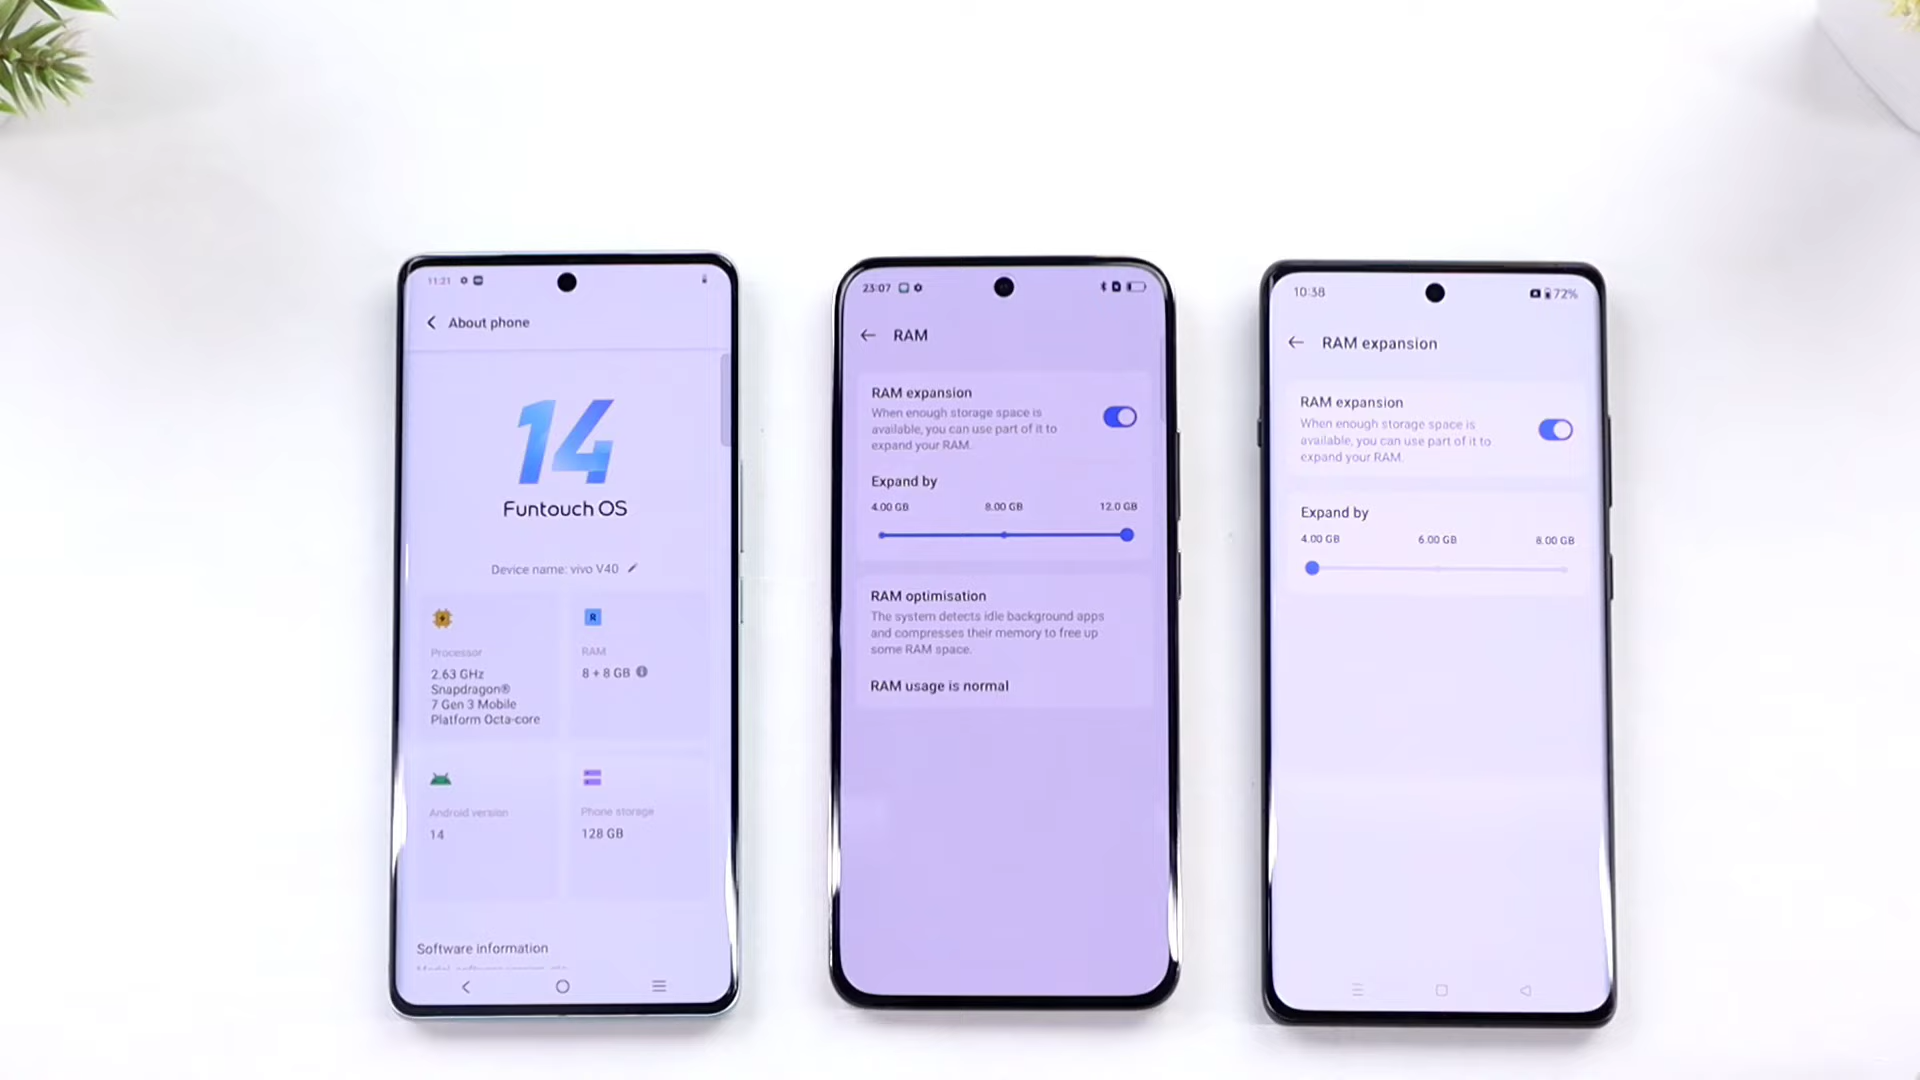 11:21
About phone
14
Funtouch OS
Device name: vivo V40
R
Processor
2.63 GHz
Snapdragon®
7 Gen 3 Mobile
Platform Octa-core
RAM
8 + 8 GB
Android version
14
Phone storage
128 GB
Software information
23:07
RAM
RAM expansion
When enough storage space is
available, you can use part of it to
expand your RAM.
Expand by
4.00 GB
8.00 GB
12.0 GB
RAM optimisation
The system detects idle background apps
and compresses their memory to free up
some RAM space.
RAM usage is normal
10:38
72%
RAM expansion
RAM expansion
When enough storage space is
available, you can use part of it to
expand your RAM.
Expand by
4.00 GB
6.00 GB
8.00 GB